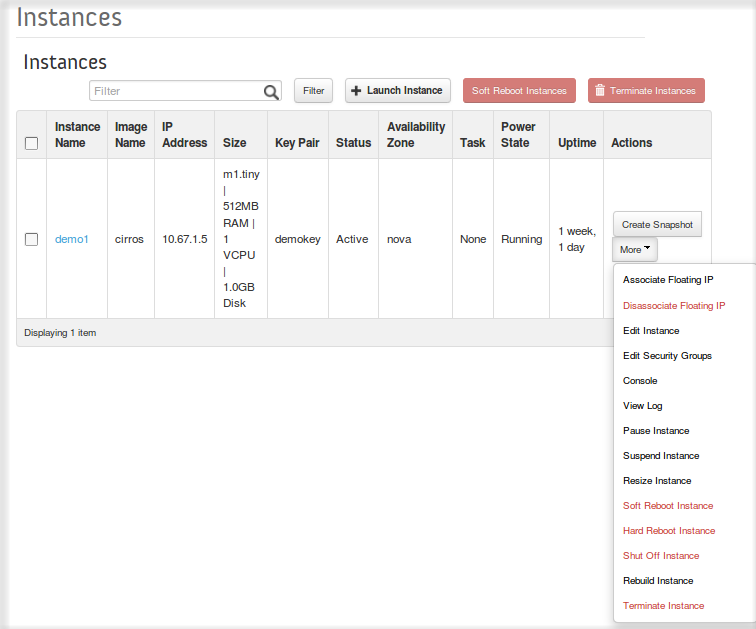 Instances
Instances
Filter Filter Launch Instance Soft Reboot Instances Terminate Instances
Instance Name Image Name IP Address Size Key Pair Status Availability Zone Task Power State Uptime Actions
demo1 cirros 10.67.1.5 m1.tiny | 512MB RAM | 1 VCPU | 1.0GB Disk demokey Active nova None Running 1 week, 1 day Create Snapshot
More
Displaying 1 item
Associate Floating IP
Disassociate Floating IP
Edit Instance
Edit Security Groups
Console
View Log
Pause Instance
Suspend Instance
Resize Instance
Soft Reboot Instance
Hard Reboot Instance
Shut Off Instance
Rebuild Instance
Terminate Instance